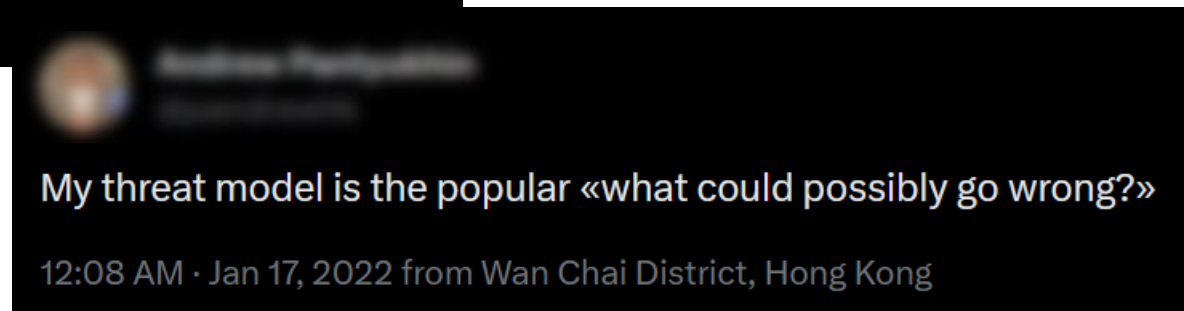 My threat model is the popular «what could possibly go wrong?»
12:08 AM · Jan 17, 2022 from Wan Chai District, Hong Kong